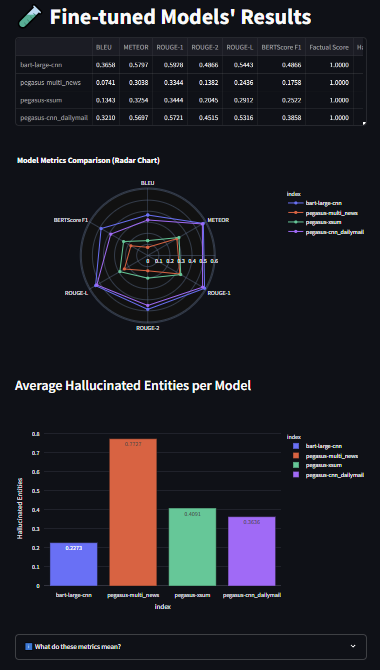 Fine-tuned Models' Results
BLEU METEOR ROUGE-1 ROUGE-2 ROUGE-L BERTScore F1 Factual Score
bart-large-cnn 0.3658 0.5797 0.5978 0.4866 0.5443 0.4866 1.0000
pegasus-multi_news 0.0741 0.3038 0.3344 0.1382 0.2436 0.1758 1.0000
pegasus-xsum 0.1343 0.3254 0.3444 0.2045 0.2912 0.2522 1.0000
pegasus-cnn_dailymail 0.3210 0.5697 0.5721 0.4515 0.5316 0.3858 1.0000
Model Metrics Comparison (Radar Chart)
BLEU
index
bart-large-cnn
pegasus-multi_news
pegasus-xsum
pegasus-cnn_dailymail
BERTScore F1
METEOR
0 0.1 0.2 0.3 0.4 0.5 0.6
ROUGE-L
ROUGE-1
ROUGE-2
Average Hallucinated Entities per Model
index
bart-large-cnn
pegasus-multi_news
pegasus-xsum
pegasus-cnn_dailymail
Hallucinated Entities
0.8
0.7
0.6
0.5
0.4
0.3
0.2
0.1
0
0.2273
0.7727
0.4091
0.3636
bart-large-cnn pegasus-multi_news pegasus-xsum pegasus-cnn_dailymail
index
What do these metrics mean?